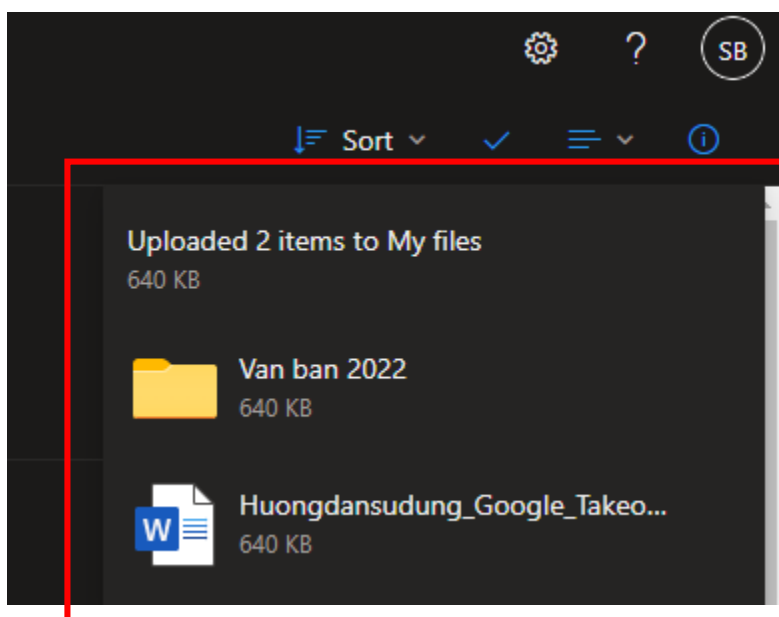 ?
SB
Sort
Uploaded 2 items to My files
640 KB
Van ban 2022
640 KB
W
Huongdansudung_Google_Takeo...
640 KB